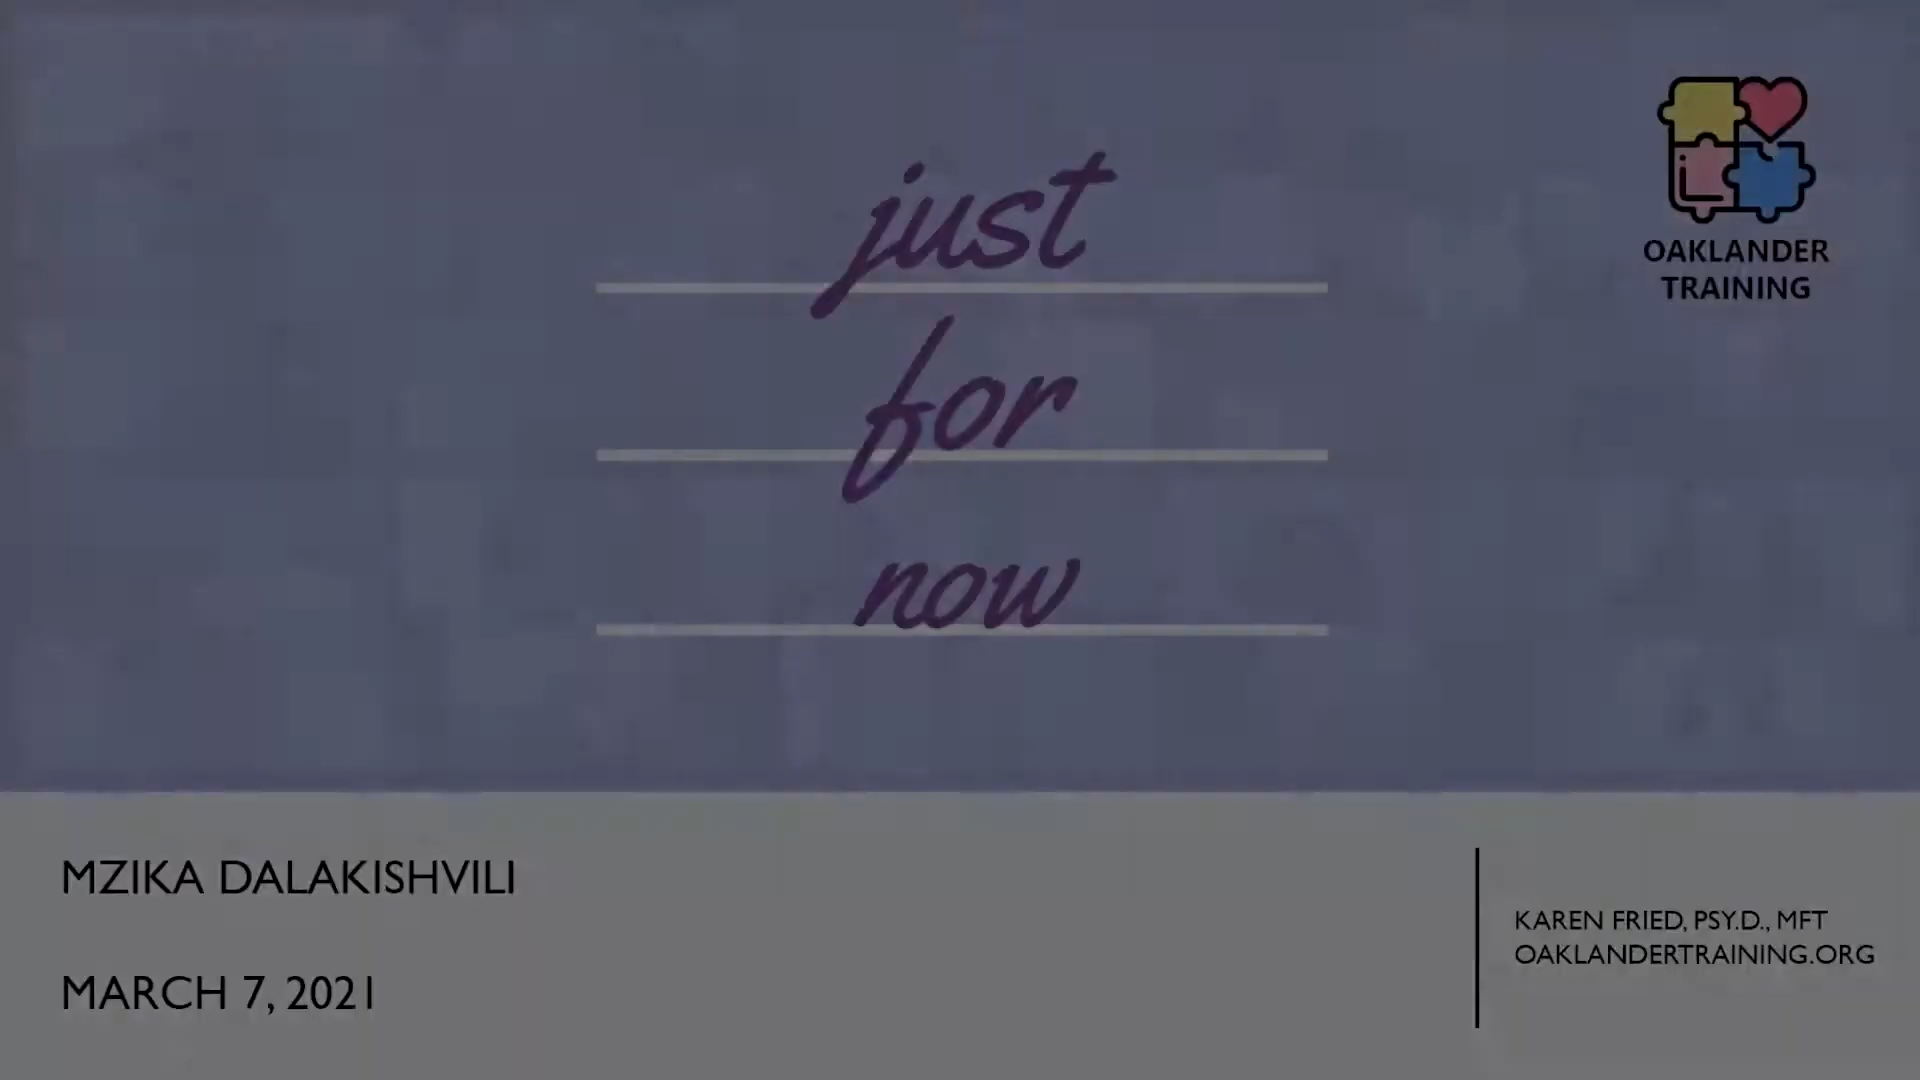 just
for
now
OAKLANDER
TRAINING
MZIKA DALAKISHVILI
MARCH 7, 2021
KAREN FRIED, PSY.D., MFT
OAKLANDERTRAINING.ORG